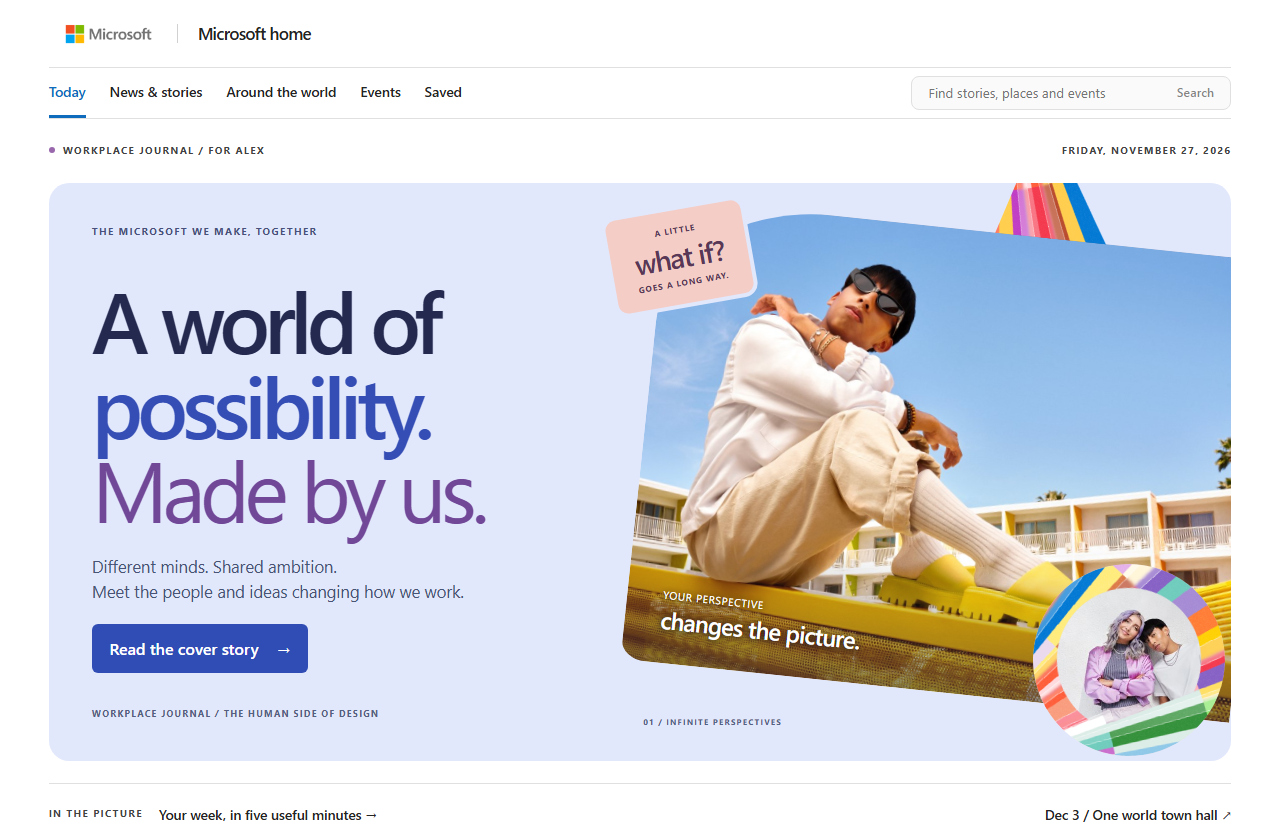 Microsoft
Microsoft home
Today
News & stories
Around the world
Events
Saved
Find stories, places and events
Search
WORKPLACE JOURNAL / FOR ALEX
FRIDAY, NOVEMBER 27, 2026
THE MICROSOFT WE MAKE, TOGETHER
A world of
possibility.
Made by us.
Different minds. Shared ambition.
Meet the people and ideas changing how we work.
Read the cover story →
WORKPLACE JOURNAL / THE HUMAN SIDE OF DESIGN
A LITTLE
what if?
GOES A LONG WAY.
YOUR PERSPECTIVE
changes the picture.
01 / INFINITE PERSPECTIVES
IN THE PICTURE
Your week, in five useful minutes →
Dec 3 / One world town hall ↗